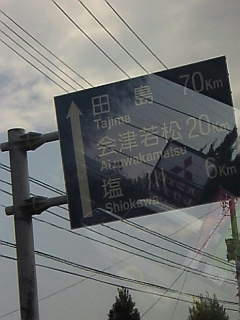 田島 70Km
Tajima
会津若松 20Km
Aizuwakamatsu
塩川 6Km
Shiokawa